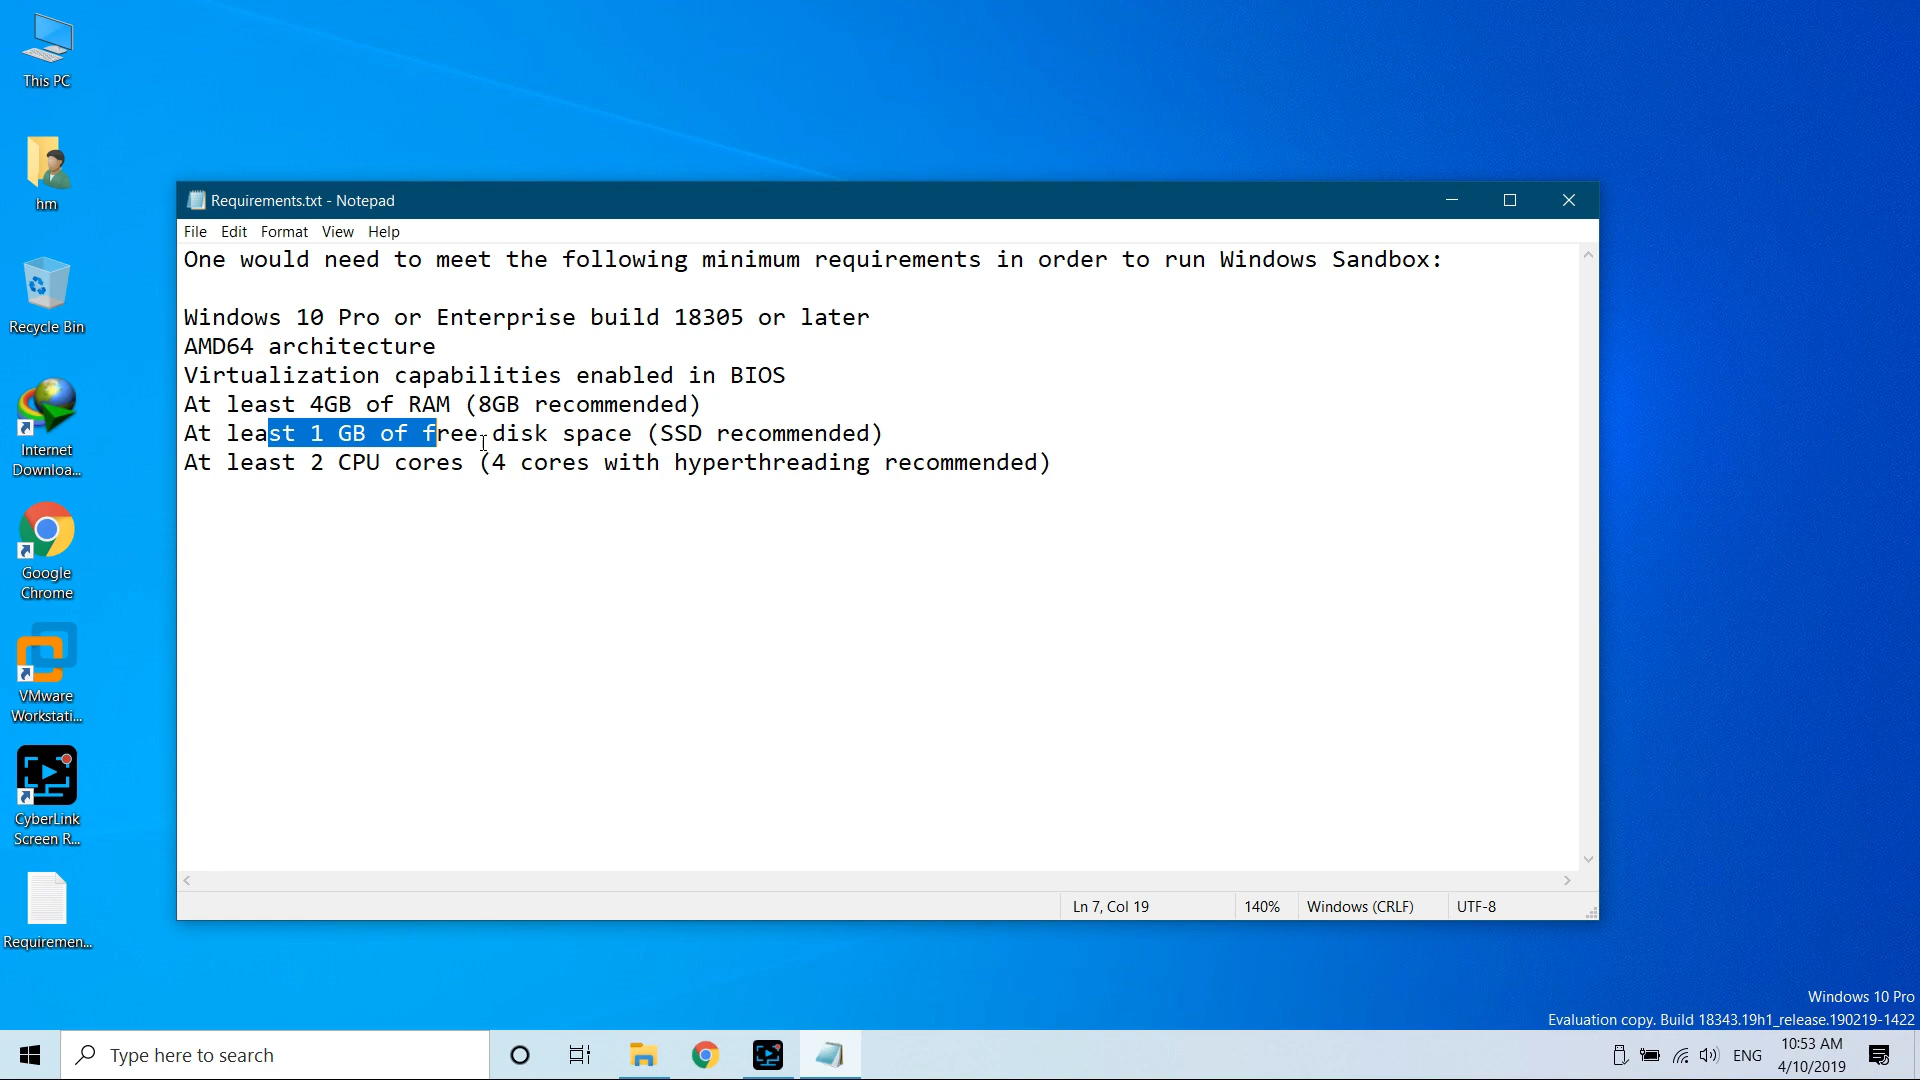 This PC
hm
Recycle Bin
Internet
Downloa...
Google
Chrome
VMware
Workstati...
CyberLink
Screen R...
Requiremen...
Requirements.txt - Notepad
File Edit Format View Help
One would need to meet the following minimum requirements in order to run Windows Sandbox:
Windows 10 Pro or Enterprise build 18305 or later
AMD64 architecture
Virtualization capabilities enabled in BIOS
At least 4GB of RAM (8GB recommended)
At least 1 GB of free disk space (SSD recommended)
At least 2 CPU cores (4 cores with hyperthreading recommended)
Ln 7, Col 19 140% Windows (CRLF) UTF-8
Windows 10 Pro
Evaluation copy. Build 18343.19h1_release.190219-1422
Type here to search
ENG
10:53 AM
4/10/2019